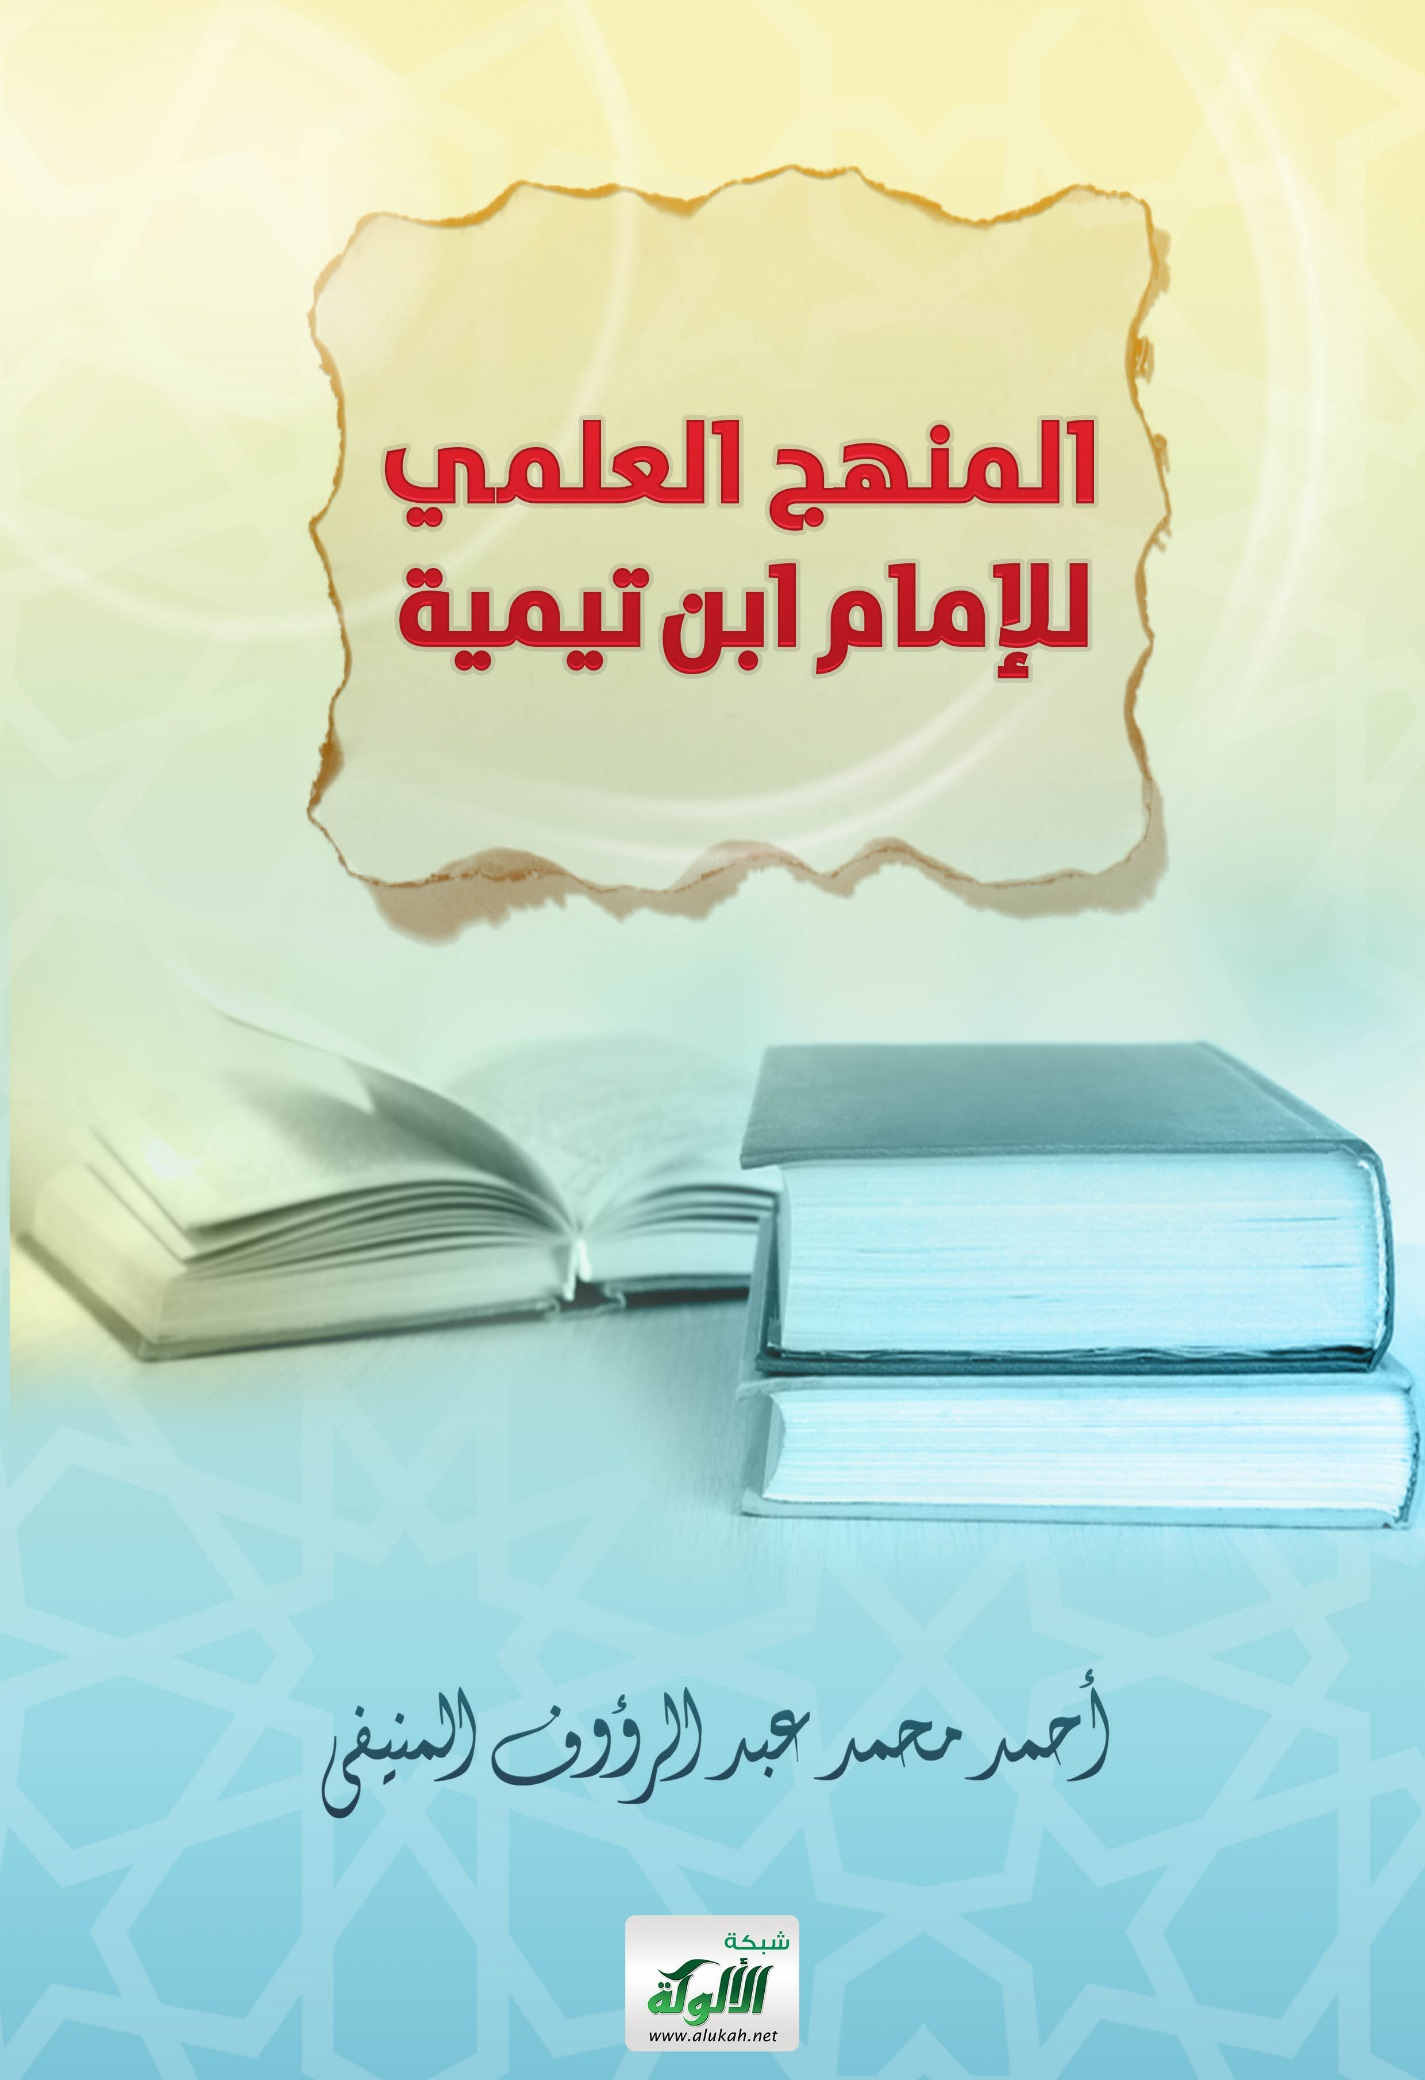 المنهج العلمي
للإمام ابن تيمية
أحمد محمد عبد الرؤوف المنيفي
شبكة
الألوكة
www.alukah.net